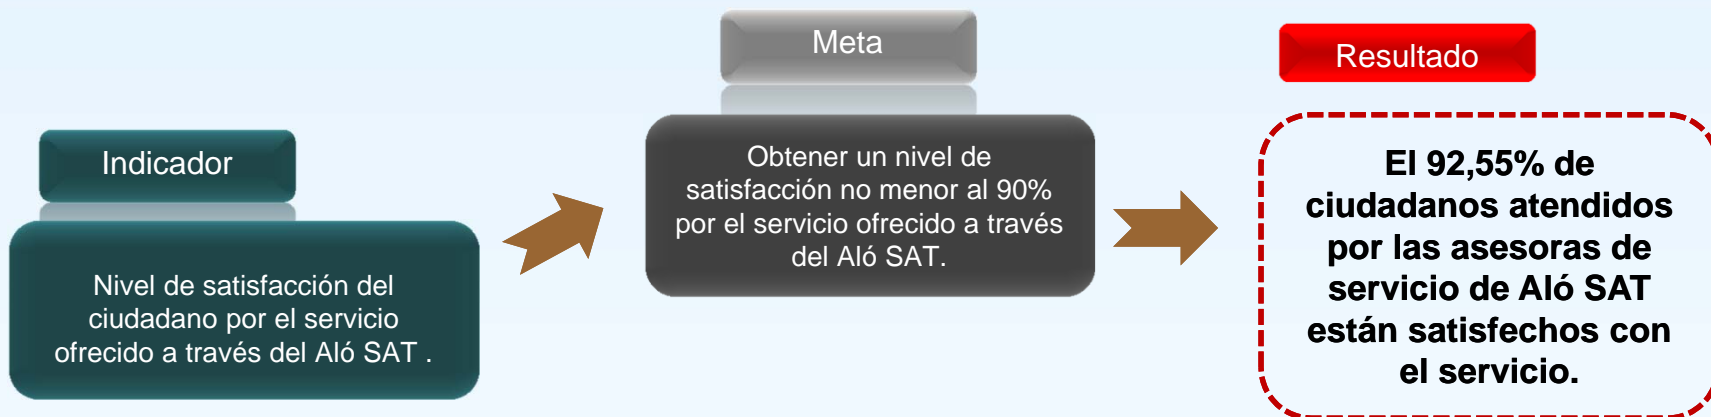 Indicador
Nivel de satisfacción del
ciudadano por el servicio
ofrecido a través del Aló SAT .
Meta
Obtener un nivel de
satisfacción no menor al 90%
por el servicio ofrecido a través
del Aló SAT.
Resultado
El 92,55% de
ciudadanos atendidos
por las asesoras de
servicio de Aló SAT
están satisfechos con
el servicio.